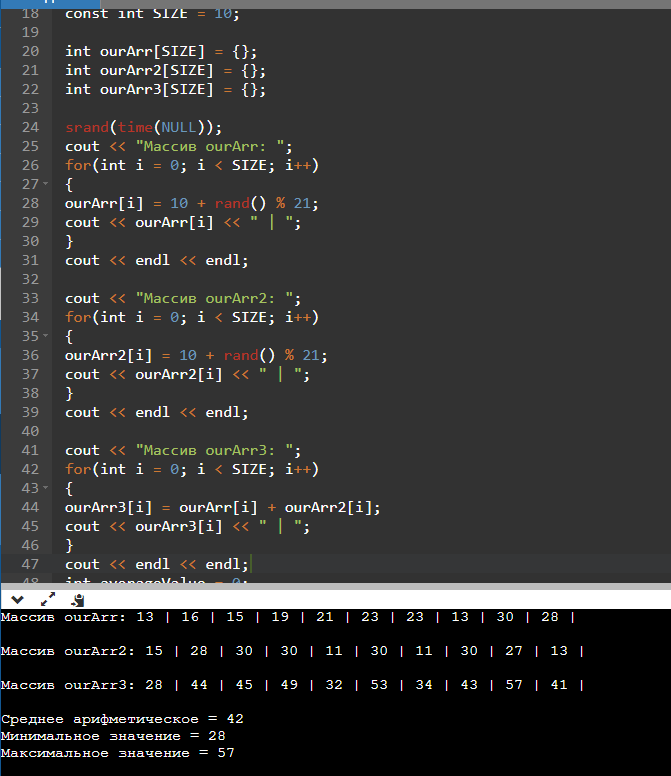 18 const int SIZE = 10;
19
20 int ourArr[SIZE] = {};
21 int ourArr2[SIZE] = {};
22 int ourArr3[SIZE] = {};
23
24 srand(time(NULL));
25 cout << "Массив ourArr: ";
26 for(int i = 0; i < SIZE; i++)
27 {
28 ourArr[i] = 10 + rand() % 21;
29 cout << ourArr[i] << " | ";
30 }
31 cout << endl << endl;
32
33 cout << "Массив ourArr2: ";
34 for(int i = 0; i < SIZE; i++)
35 {
36 ourArr2[i] = 10 + rand() % 21;
37 cout << ourArr2[i] << " | ";
38 }
39 cout << endl << endl;
40
41 cout << "Массив ourArr3: ";
42 for(int i = 0; i < SIZE; i++)
43 {
44 ourArr3[i] = ourArr[i] + ourArr2[i];
45 cout << ourArr3[i] << " | ";
46 }
47 cout << endl << endl;
48 int averageValue = 0;
Массив ourArr: 13 | 16 | 15 | 19 | 21 | 23 | 23 | 13 | 30 | 28 |
Массив ourArr2: 15 | 28 | 30 | 30 | 11 | 30 | 11 | 30 | 27 | 13 |
Массив ourArr3: 28 | 44 | 45 | 49 | 32 | 53 | 34 | 43 | 57 | 41 |
Среднее арифметическое = 42
Минимальное значение = 28
Максимальное значение = 57